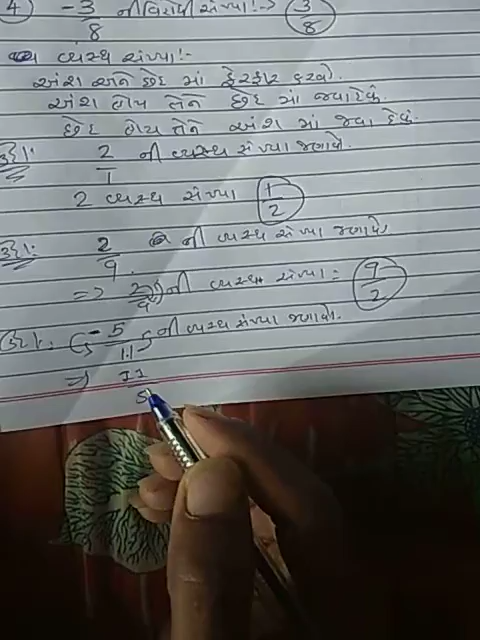 4) -3/8 ની વિરોધી સંખ્યા :→ 3/8
વ્યસ્ત સંખ્યા:-
અંશ અને છેદ માં ફેરફાર કરવો.
અંશ હોય તેને છેદ માં જવા દેવું.
છેદ હોય તેને અંશ માં જવા દેવું.
ઉદા: 2/1 ની વ્યસ્થ સંખ્યા જણાવો.
2 વ્યસ્થ સંખ્યા 1/2
ઉદા: 2/9 ની વ્યસ્થ સંખ્યા જણાવો
=> 2/9 ની વ્યસ્થ સંખ્યા = 9/2
ઉદા: -5/11 ની વ્યસ્થ સંખ્યા જણાવો.
=> 11/5